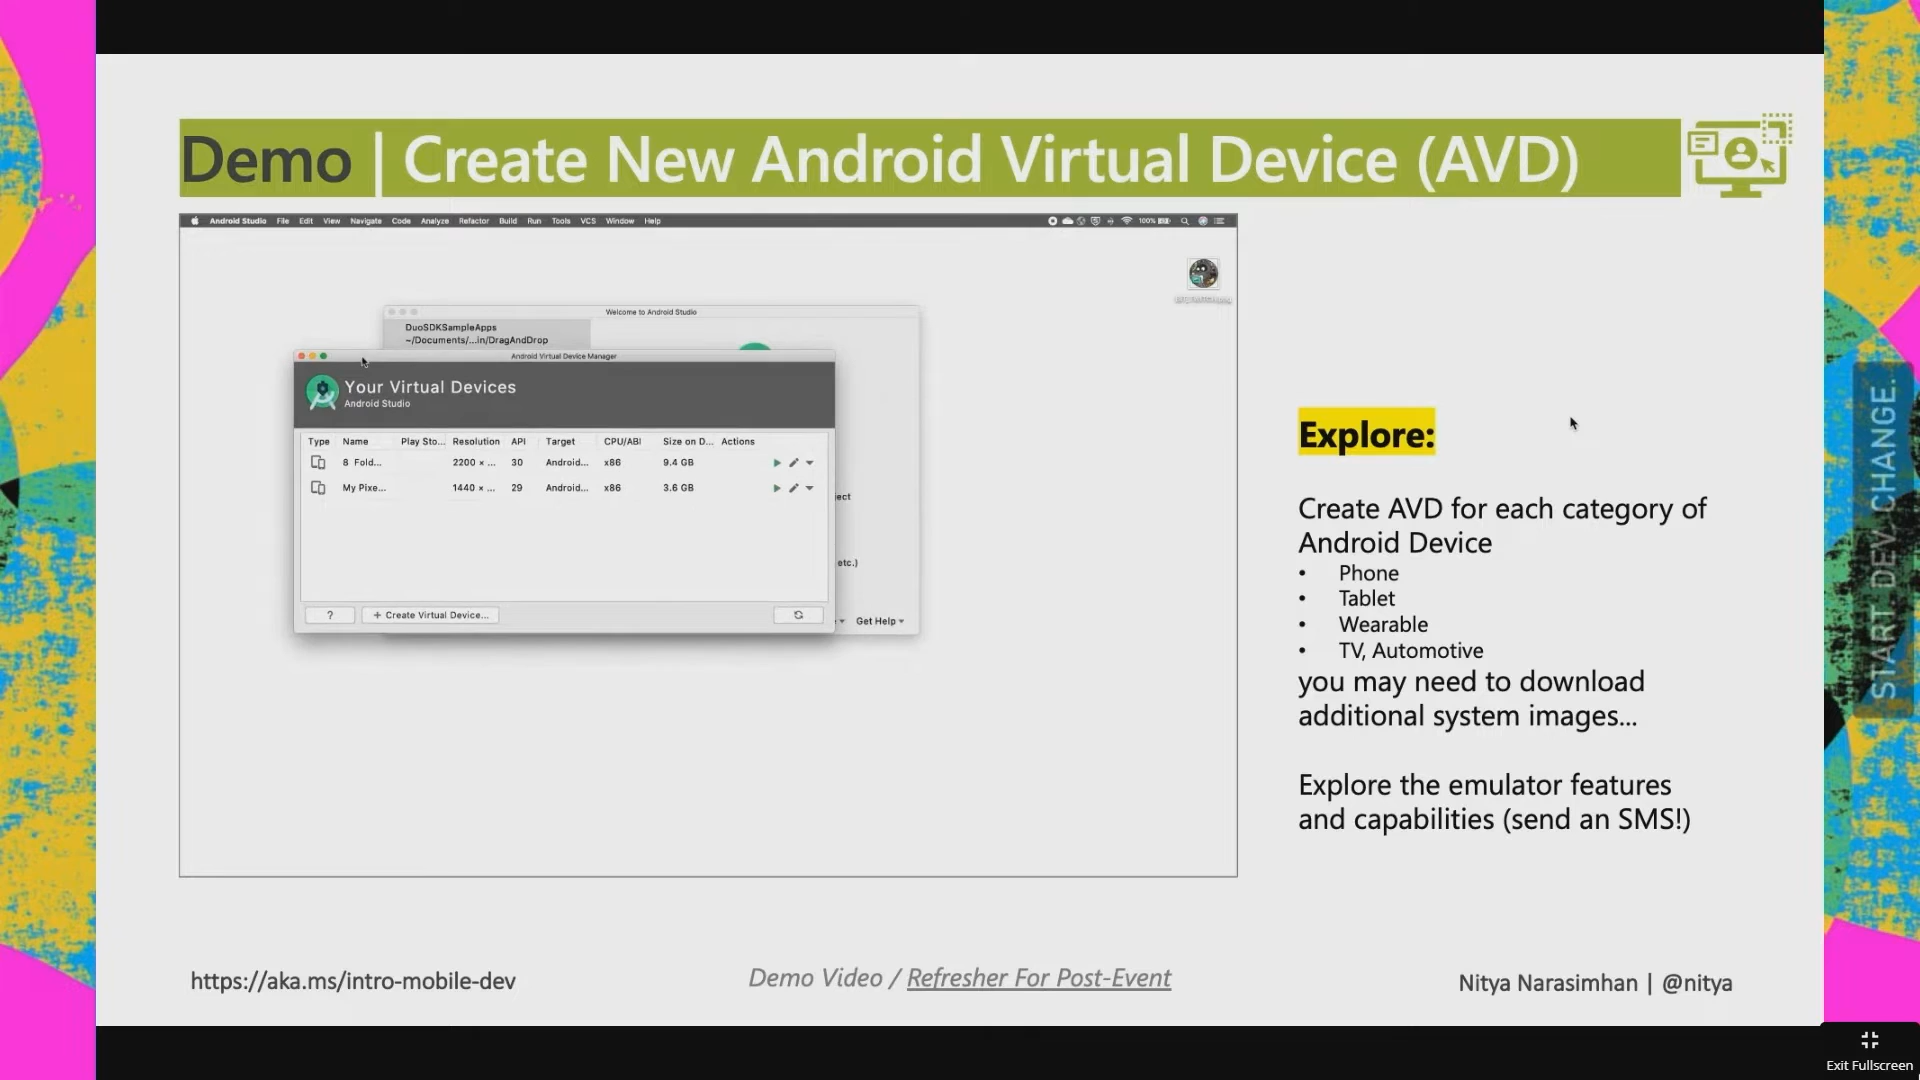 Demo | Create New Android Virtual Device (AVD)
Android Studio File Edit View Navigate Code Analyze Refactor Build Run Tools VCS Window Help
100%
Welcome to Android Studio
DuoSDKSampleApps
~/Documents/...in/DragAndDrop
Android Virtual Device Manager
Your Virtual Devices
Android Studio
Type Name Play Sto... Resolution API Target CPU/ABI Size on D... Actions
8 Fold... 2200 × ... 30 Android... x86 9.4 GB
My Pixe... 1440 × ... 29 Android... x86 3.6 GB
ject
etc.)
? + Create Virtual Device...
Get Help
Explore:
Create AVD for each category of
Android Device
• Phone
• Tablet
• Wearable
• TV, Automotive
you may need to download
additional system images...
Explore the emulator features
and capabilities (send an SMS!)
https://aka.ms/intro-mobile-dev
Demo Video / Refresher For Post-Event
Nitya Narasimhan | @nitya
START. DEV. CHANGE.
Exit Fullscreen